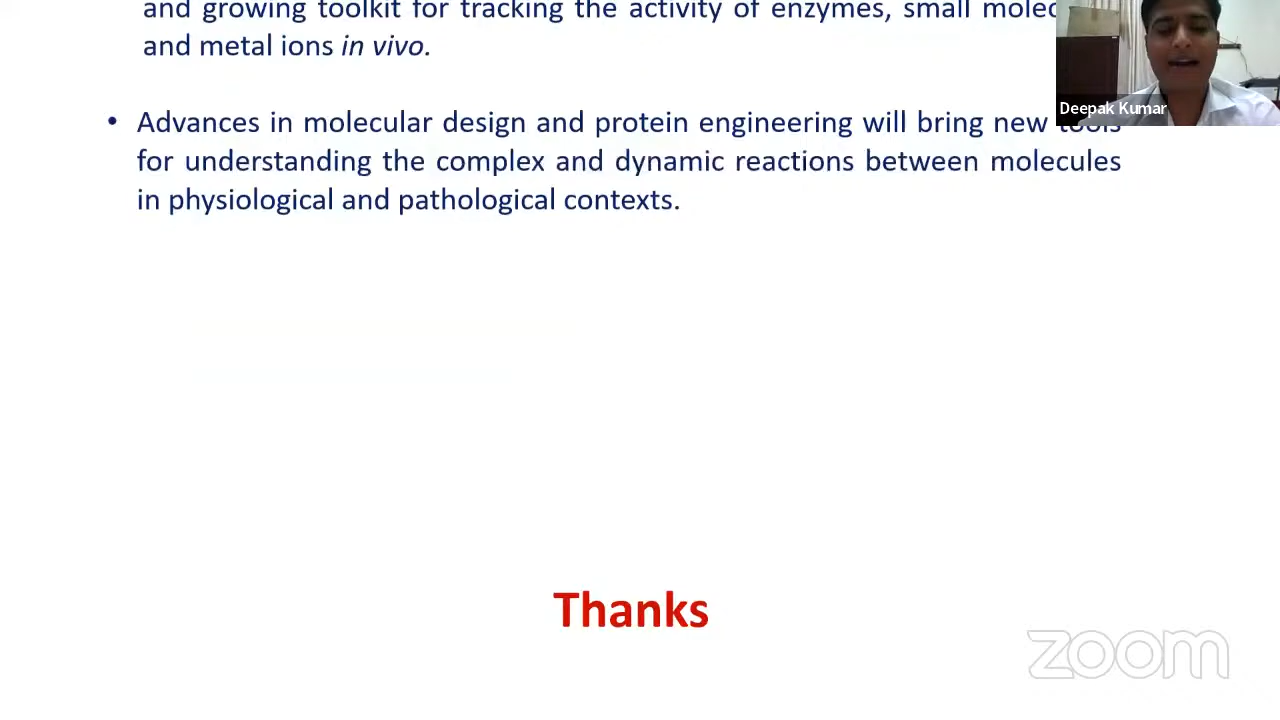 and growing toolkit for tracking the activity of enzymes, small
and metal ions in vivo.
• Advances in molecular design and protein engineering will bring new tools
for understanding the complex and dynamic reactions between molecules
in physiological and pathological contexts.
Deepak Kumar
Thanks
zoom